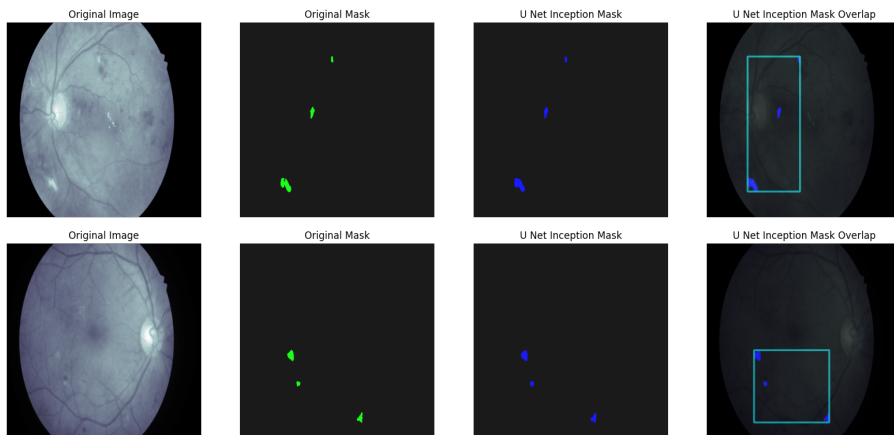 Original Image
Original Mask
U Net Inception Mask
U Net Inception Mask Overlap
Original Image
Original Mask
U Net Inception Mask
U Net Inception Mask Overlap